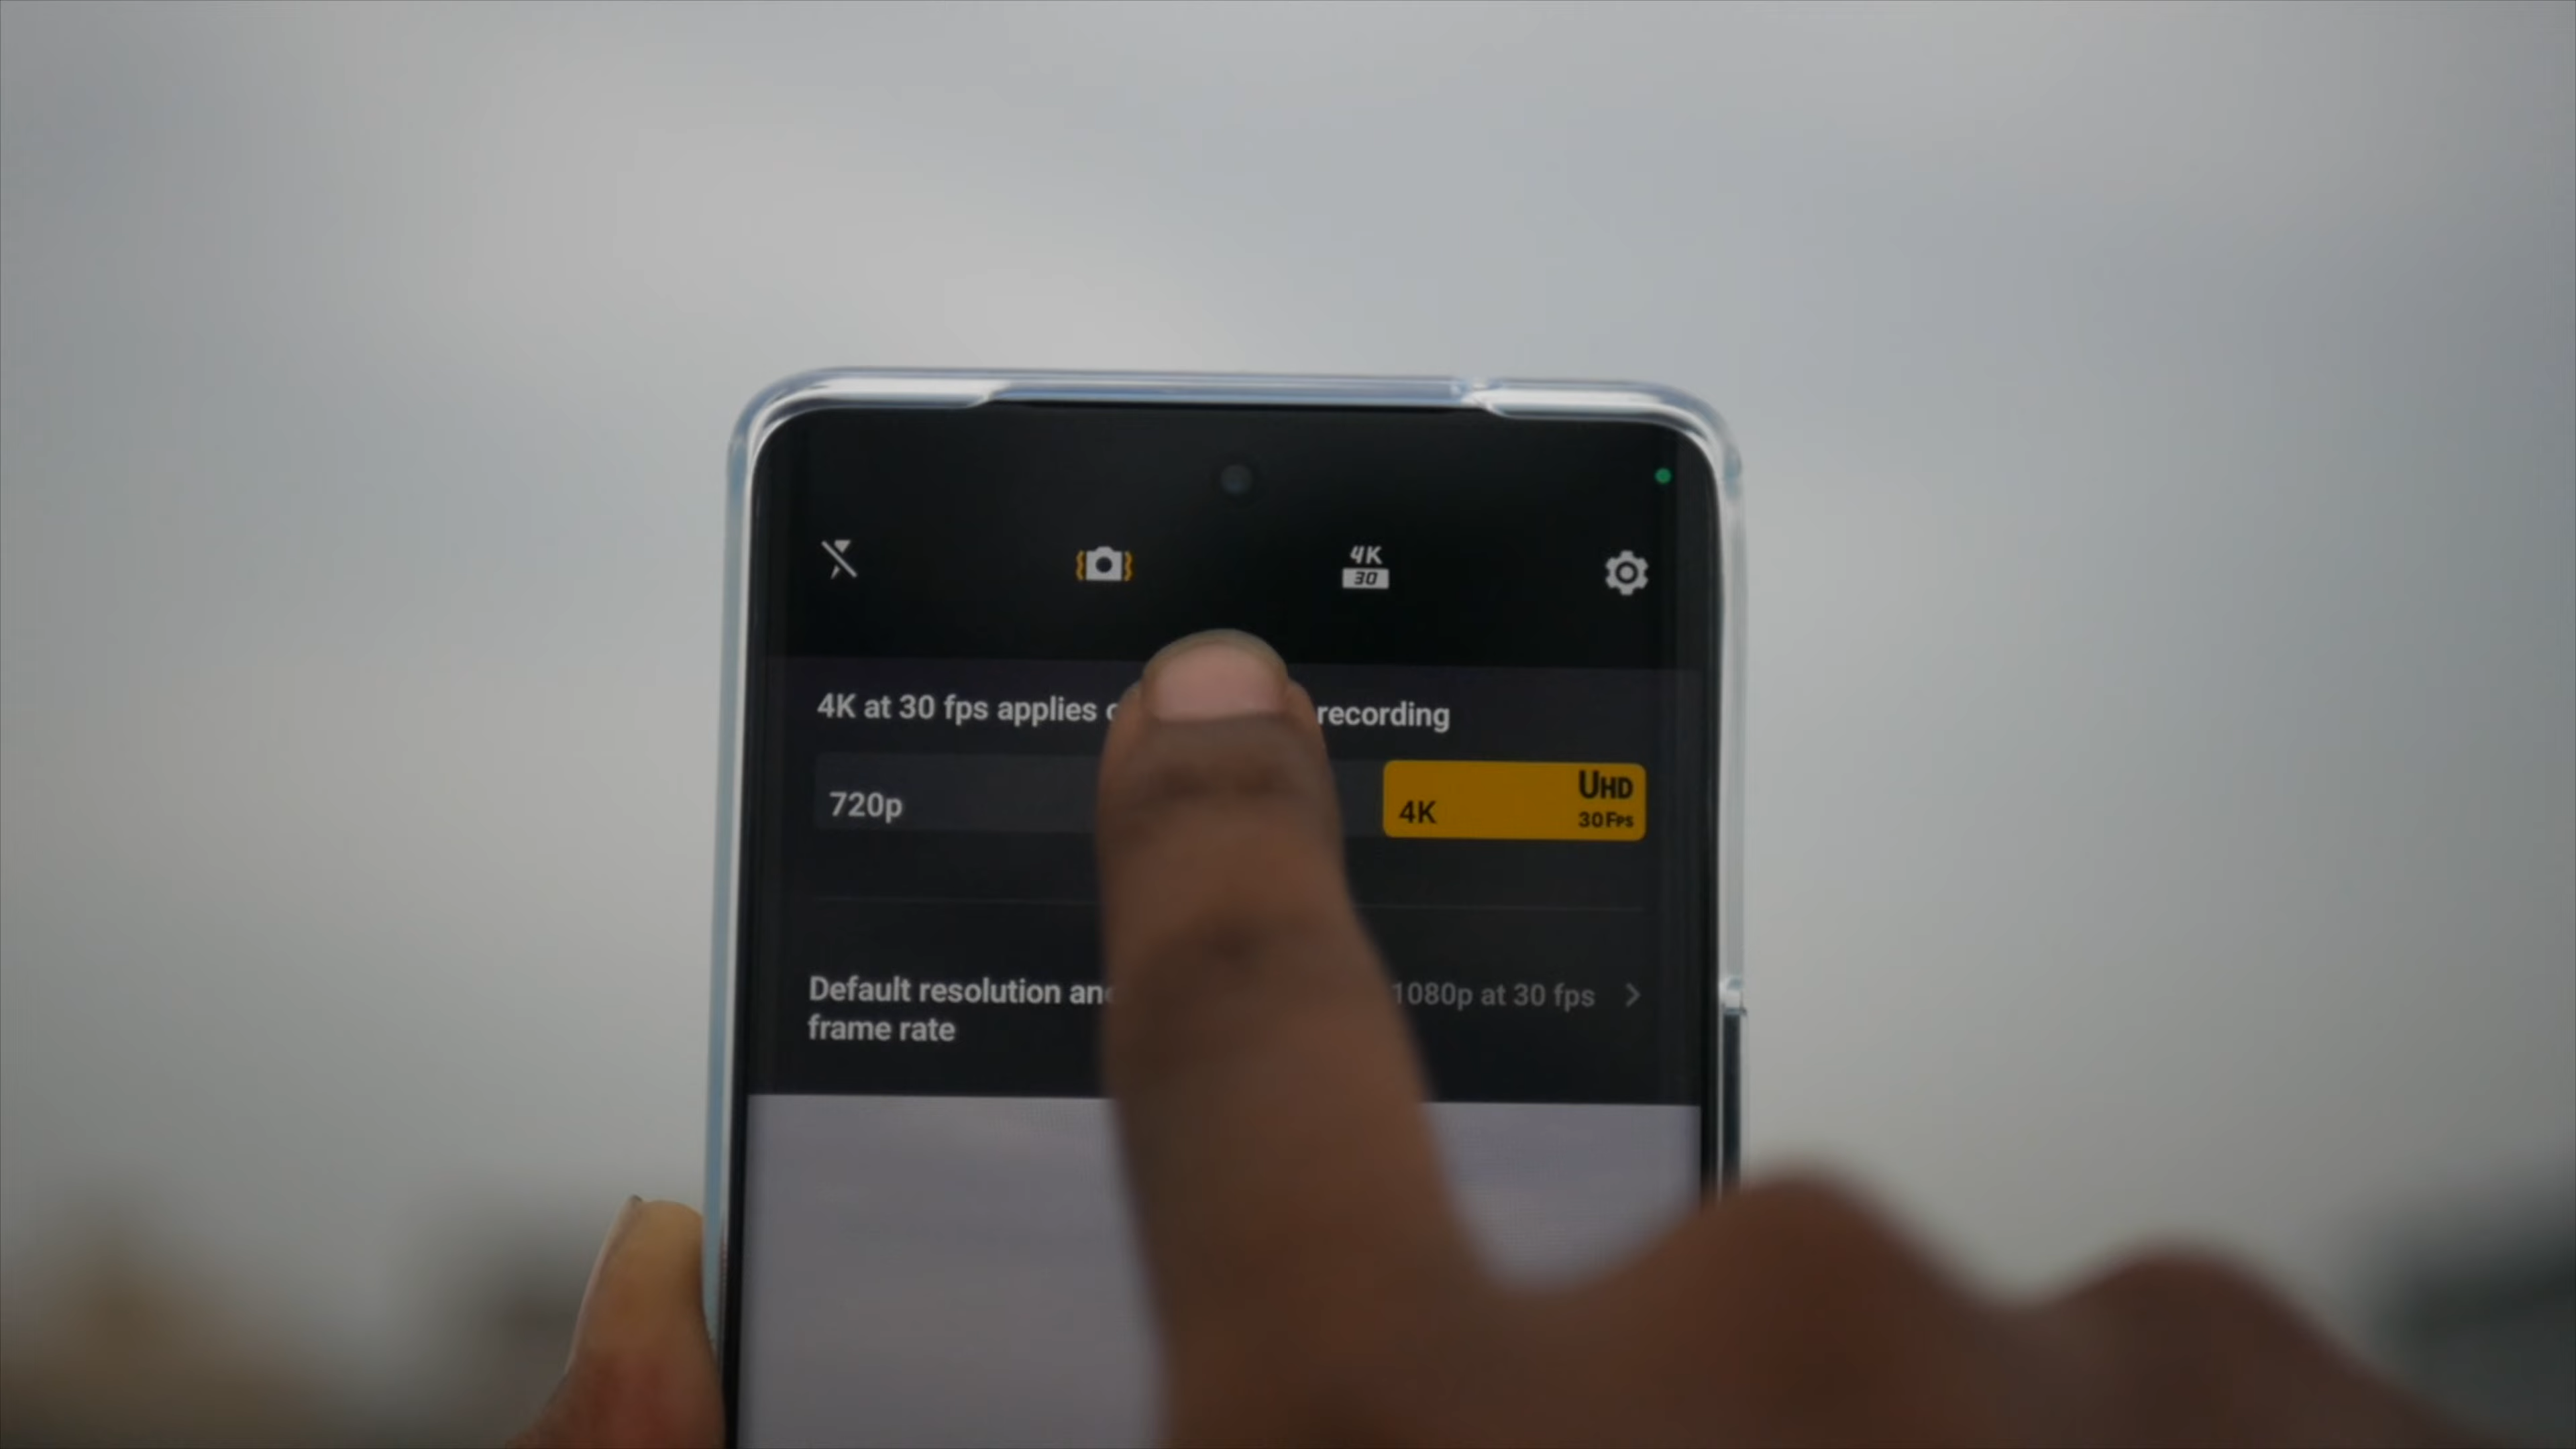 4K
30
4K at 30 fps applies recording
720p
4K
UHD
30FPS
Default resolution
frame rate
1080p at 30 fps